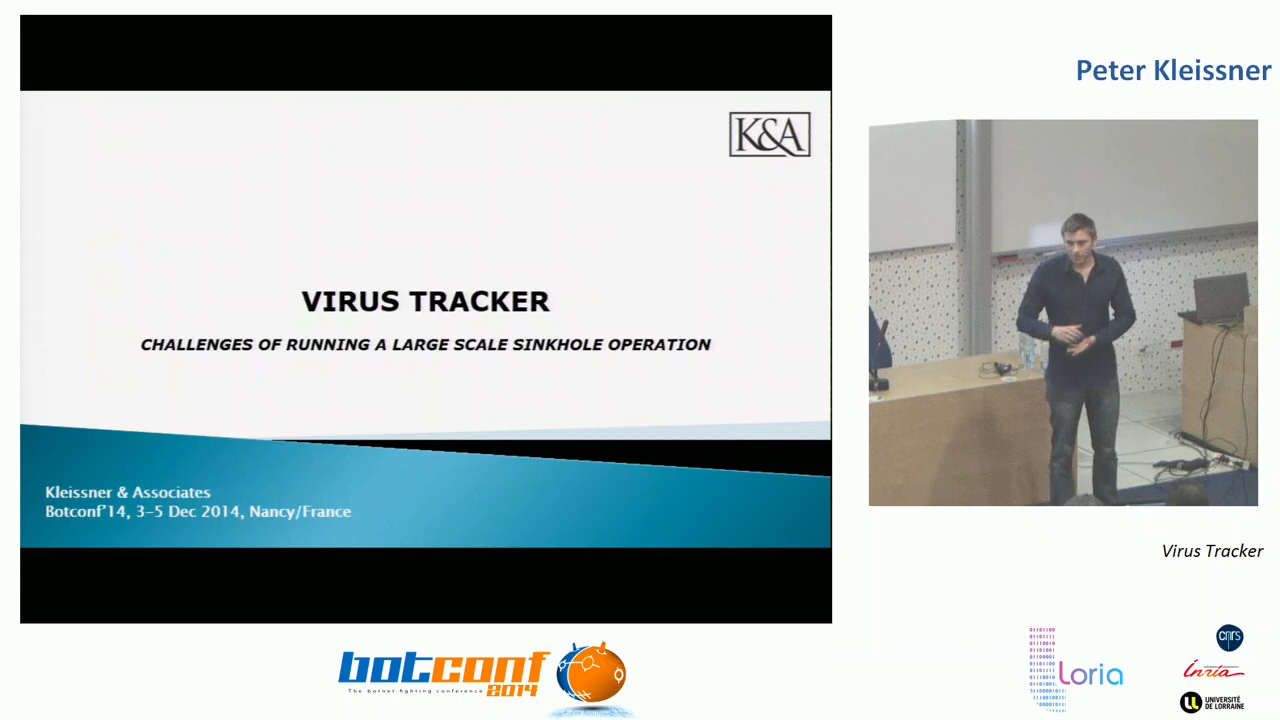 Peter Kleissner
K&A
VIRUS TRACKER
CHALLENGES OF RUNNING A LARGE SCALE SINKHOLE OPERATION
Kleissner & Associates
Botconf'14, 3-5 Dec 2014, Nancy/France
Virus Tracker
botconf
The botnet fighting conference
2014
Loria
cnrs
Inria
UNIVERSITÉ
DE LORRAINE